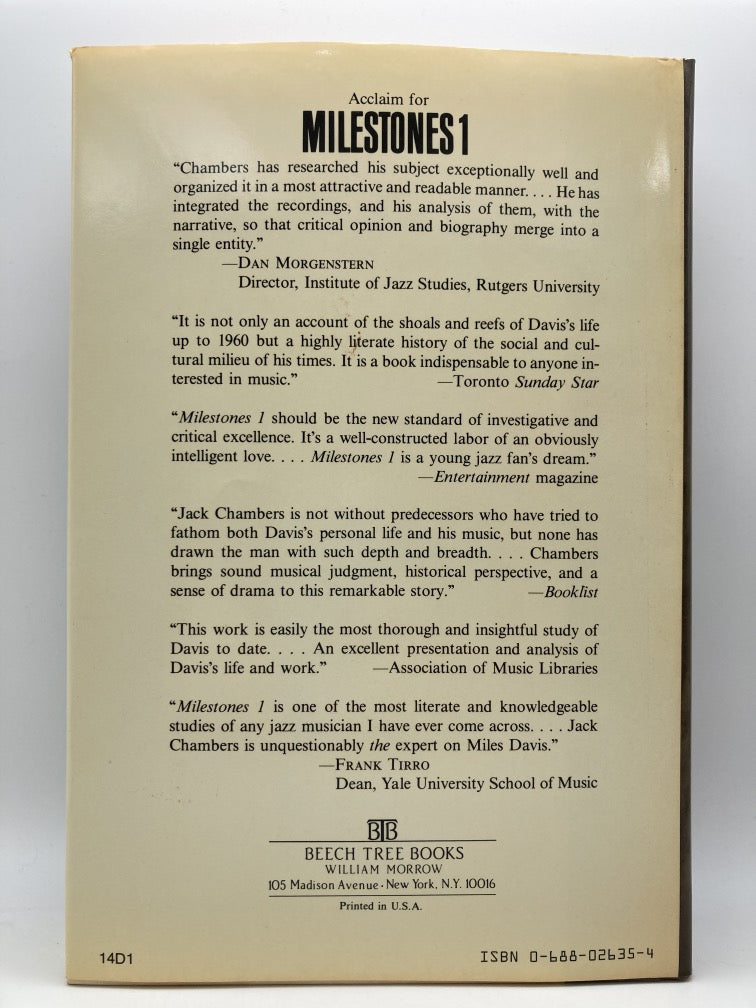 Acclaim for
MILESTONES 1
“Chambers has researched his subject exceptionally well and
organized it in a most attractive and readable manner. . . . He has
integrated the recordings, and his analysis of them, with the
narrative, so that critical opinion and biography merge into a
single entity.”
—DAN MORGENSTERN
Director, Institute of Jazz Studies, Rutgers University
“It is not only an account of the shoals and reefs of Davis’s life
up to 1960 but a highly literate history of the social and cul-
tural milieu of his times. It is a book indispensable to anyone in-
terested in music.” —Toronto Sunday Star
“Milestones 1 should be the new standard of investigative and
critical excellence. It’s a well-constructed labor of an obviously
intelligent love. . . . Milestones 1 is a young jazz fan’s dream.”
—Entertainment magazine
“Jack Chambers is not without predecessors who have tried to
fathom both Davis’s personal life and his music, but none has
drawn the man with such depth and breadth. . . . Chambers
brings sound musical judgment, historical perspective, and a
sense of drama to this remarkable story.” —Booklist
“This work is easily the most thorough and insightful study of
Davis to date. . . . An excellent presentation and analysis of
Davis’s life and work.” —Association of Music Libraries
“Milestones 1 is one of the most literate and knowledgeable
studies of any jazz musician I have ever come across. . . . Jack
Chambers is unquestionably the expert on Miles Davis.”
—FRANK TIRRO
Dean, Yale University School of Music
BTB
BEECH TREE BOOKS
WILLIAM MORROW
105 Madison Avenue · New York, N.Y. 10016
Printed in U.S.A.
14D1 ISBN 0-688-02635-4